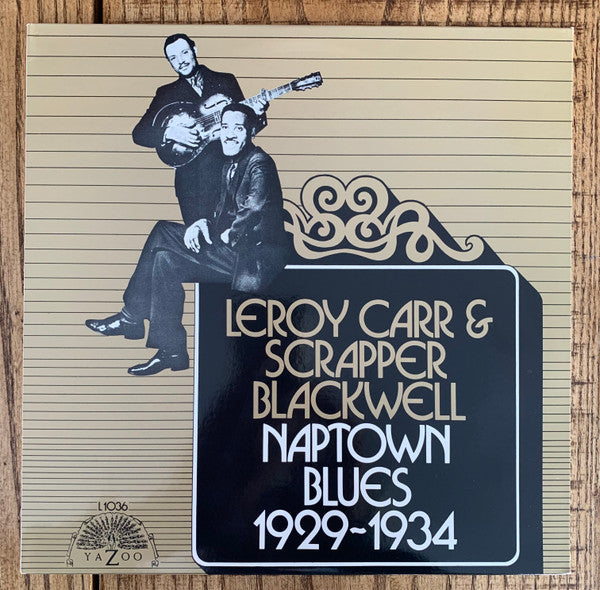 LEROY CARR &
SCRAPPER
BLACKWELL
NAPTOWN
BLUES
1929~1934
L 1036
YAZOO